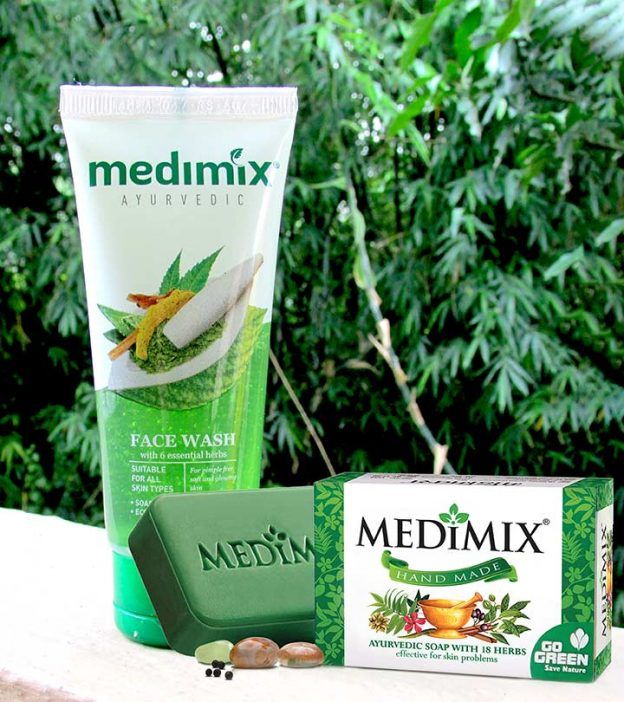 medimix®
AYURVEDIC
FACE WASH
with 6 essential herbs
SUITABLE
FOR ALL
SKIN TYPES
For pimple free,
soft and glowing
skin
MEDiMIX
MEDiMIX®
HAND MADE
AYURVEDIC SOAP WITH 18 HERBS
effective for skin problems
GO
GREEN
Save Nature